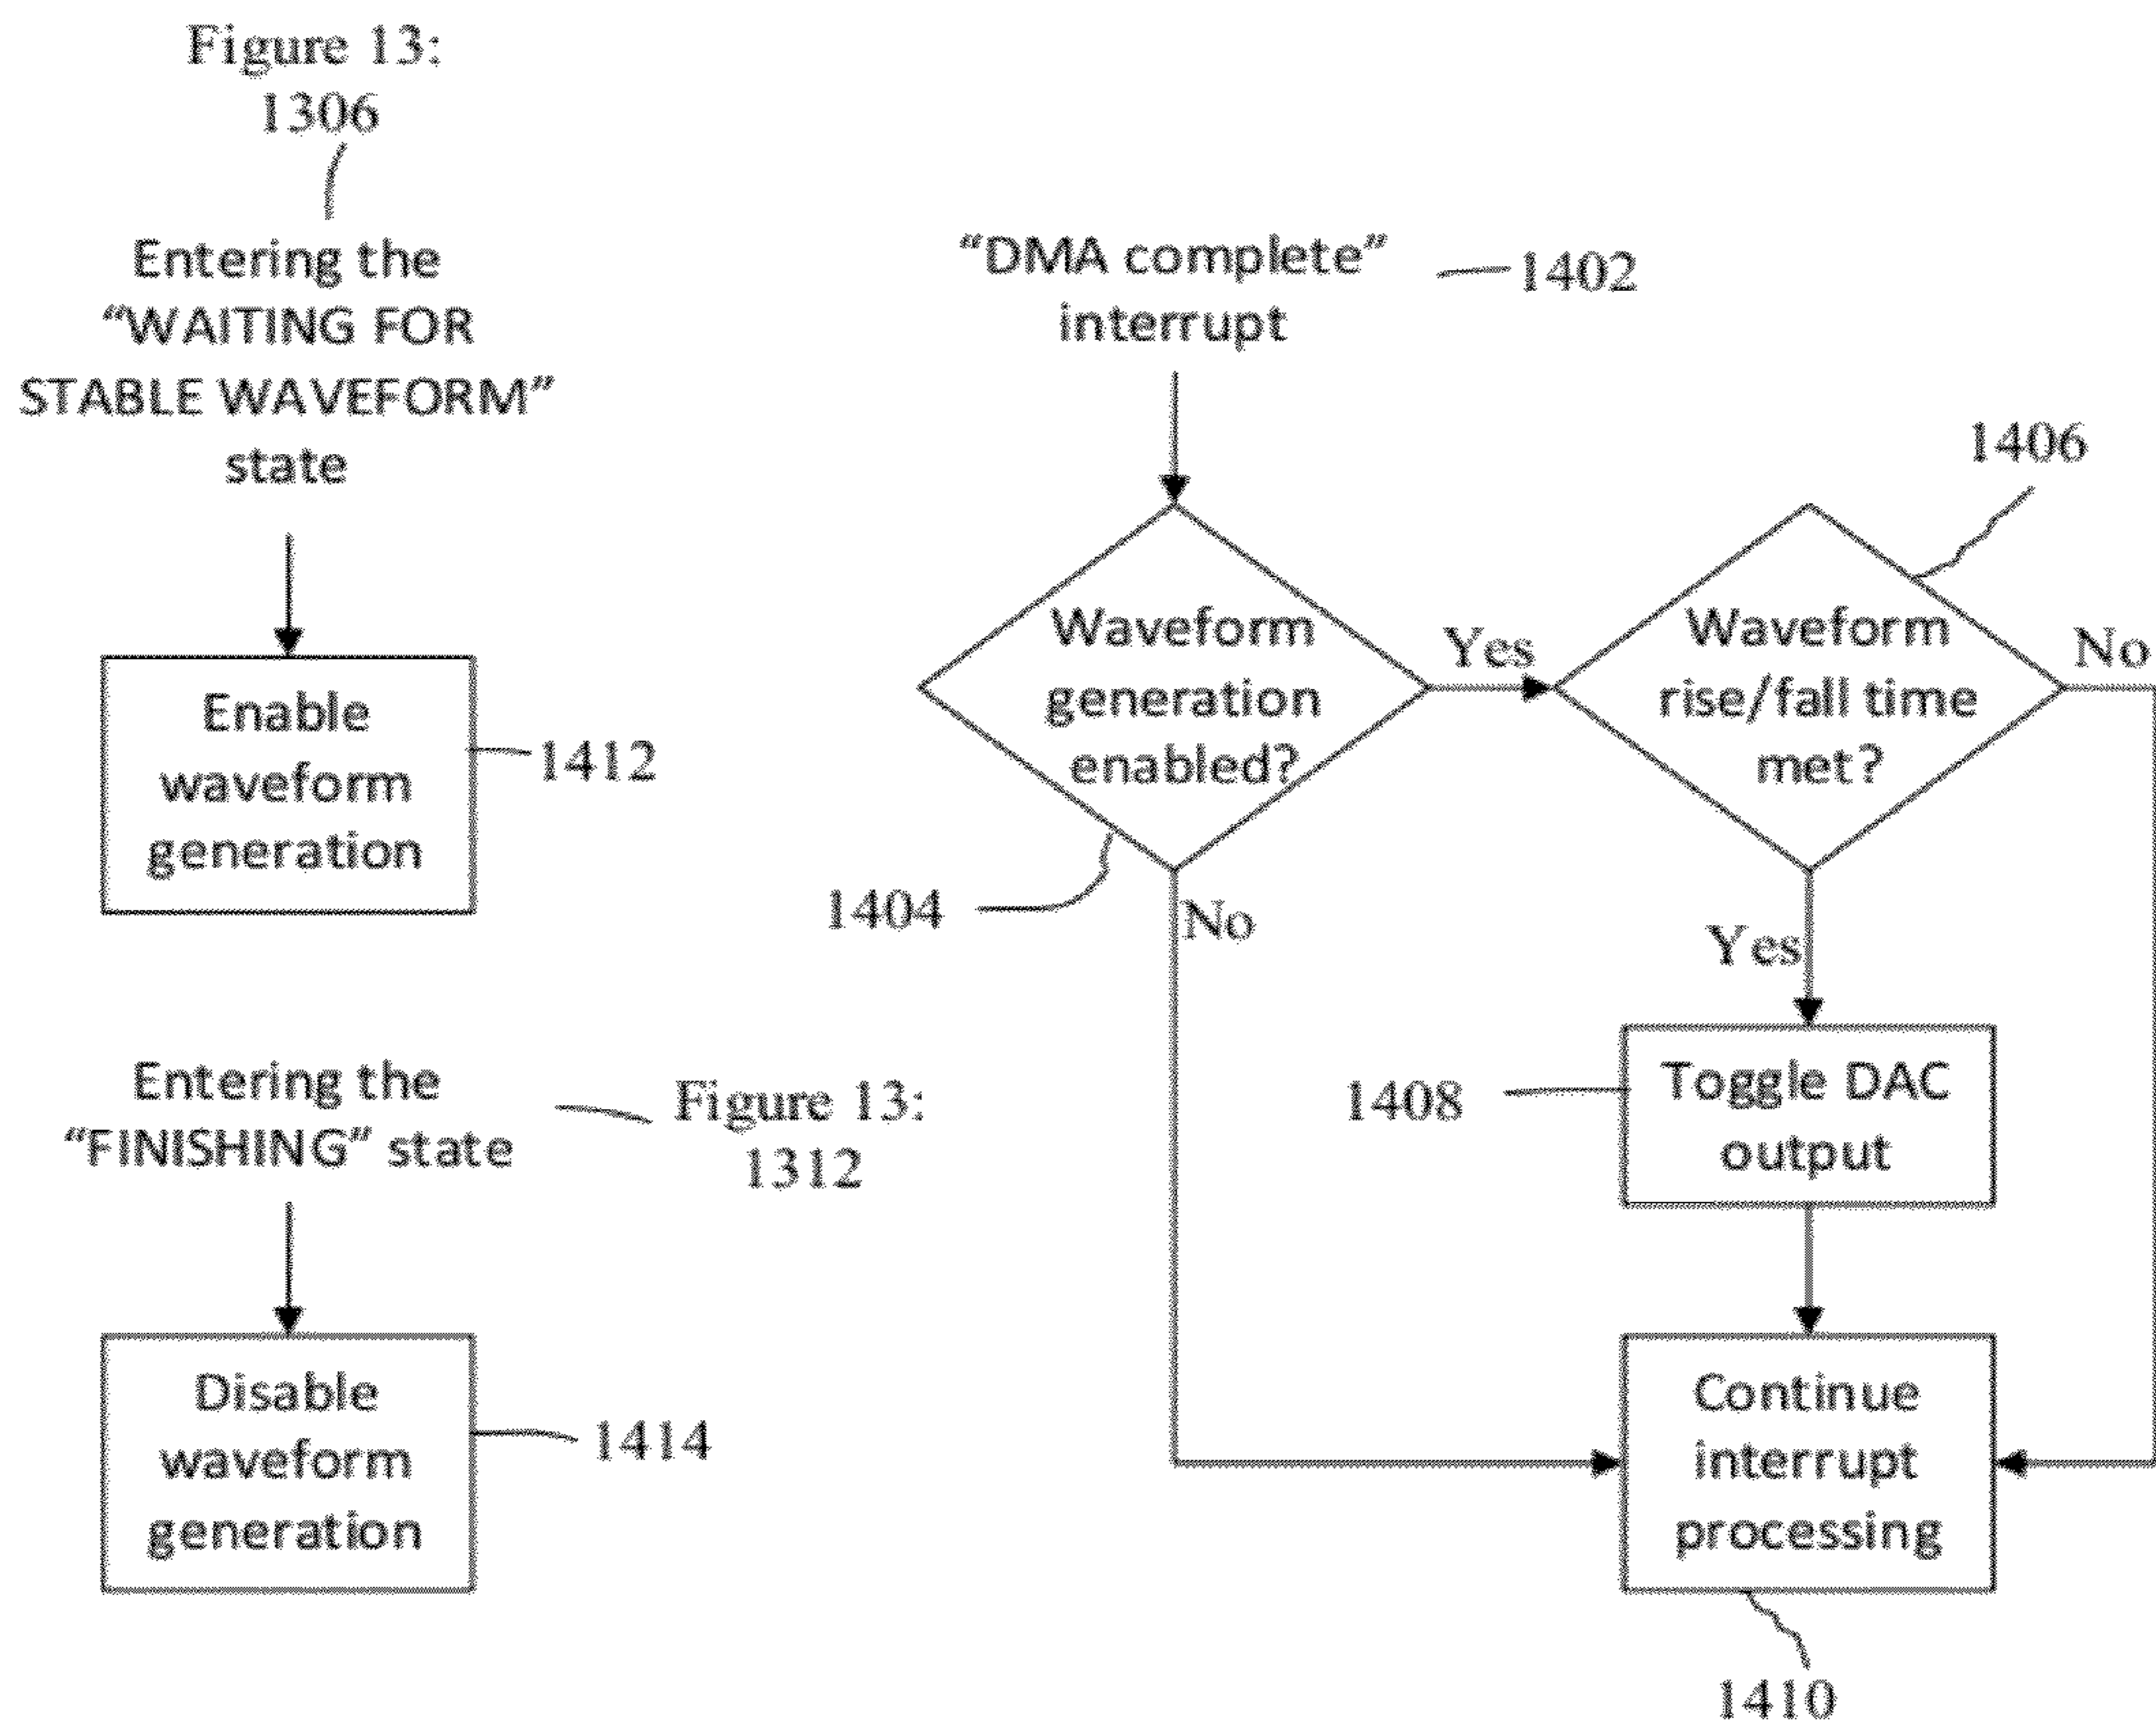 Figure 13:
1306
Entering the
“WAITING FOR
STABLE WAVEFORM”
state
Enable
waveform
generation
1412
Entering the
“FINISHING” state
Figure 13:
1312
Disable
waveform
generation
1414
“DMA complete”
interrupt
1402
Waveform
generation
enabled?
1404
Yes
No
Waveform
rise/fall time
met?
1406
No
Yes
Toggle DAC
output
1408
Continue
interrupt
processing
1410